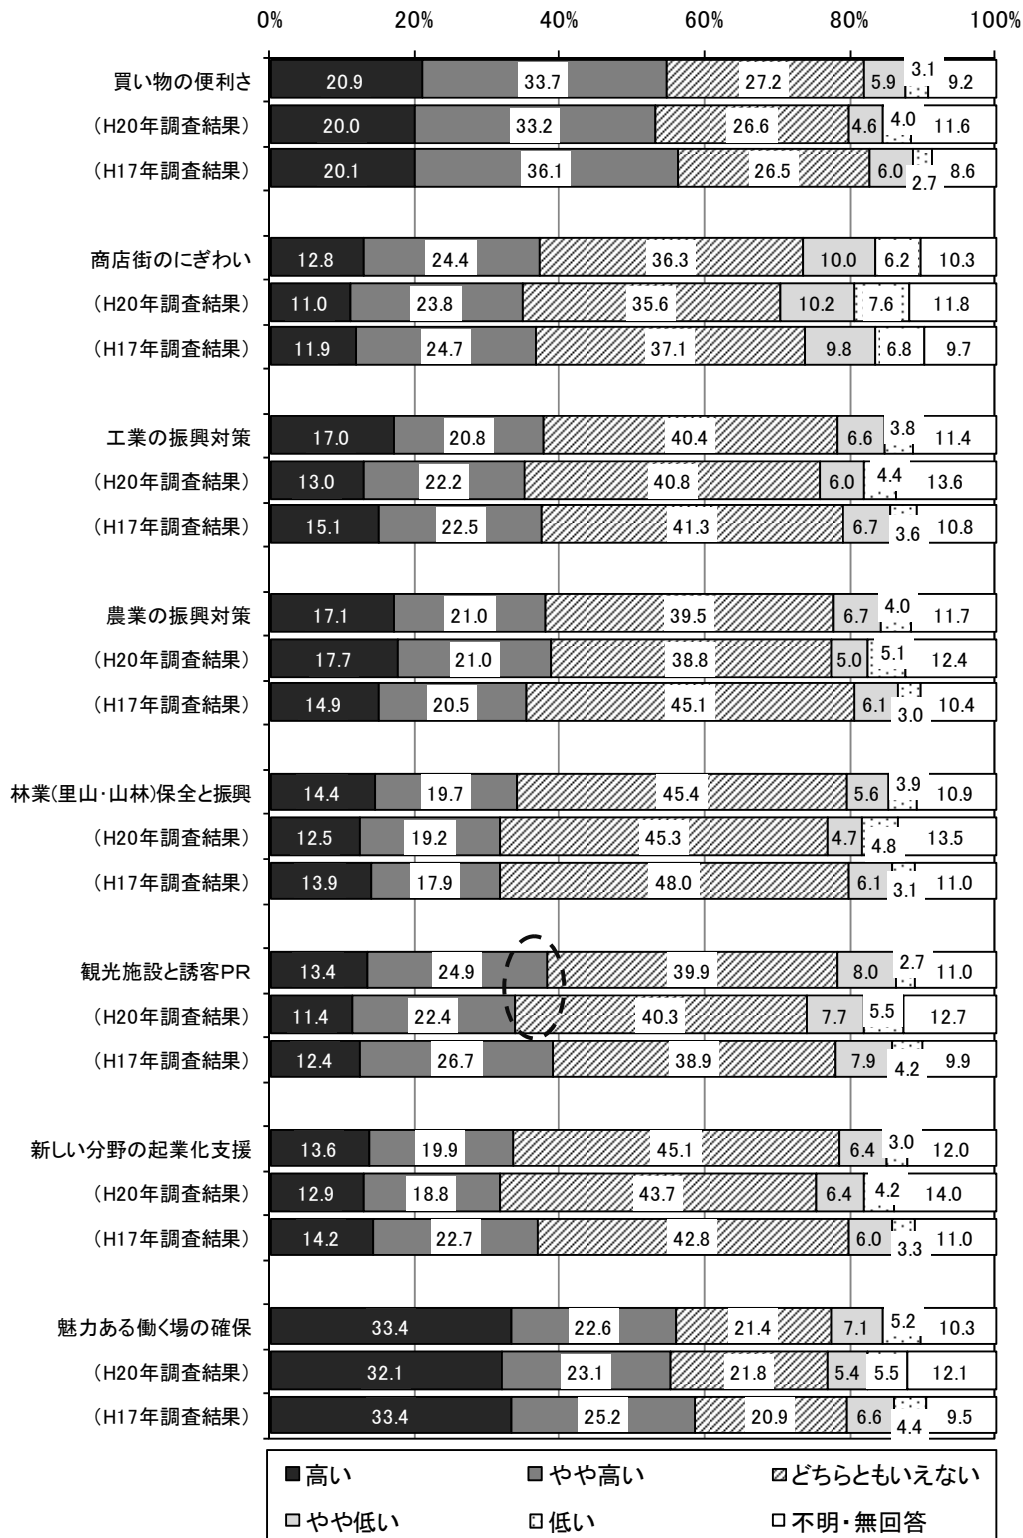 0% 20% 40% 60% 80% 100%
買い物の便利さ 20.9 33.7 27.2 5.9 3.1 9.2
（H20年調査結果） 20.0 33.2 26.6 4.6 4.0 11.6
（H17年調査結果） 20.1 36.1 26.5 6.0 2.7 8.6
商店街のにぎわい 12.8 24.4 36.3 10.0 6.2 10.3
（H20年調査結果） 11.0 23.8 35.6 10.2 7.6 11.8
（H17年調査結果） 11.9 24.7 37.1 9.8 6.8 9.7
工業の振興対策 17.0 20.8 40.4 6.6 3.8 11.4
（H20年調査結果） 13.0 22.2 40.8 6.0 4.4 13.6
（H17年調査結果） 15.1 22.5 41.3 6.7 3.6 10.8
農業の振興対策 17.1 21.0 39.5 6.7 4.0 11.7
（H20年調査結果） 17.7 21.0 38.8 5.0 5.1 12.4
（H17年調査結果） 14.9 20.5 45.1 6.1 3.0 10.4
林業(里山・山林)保全と振興 14.4 19.7 45.4 5.6 3.9 10.9
（H20年調査結果） 12.5 19.2 45.3 4.7 4.8 13.5
（H17年調査結果） 13.9 17.9 48.0 6.1 3.1 11.0
観光施設と誘客PR 13.4 24.9 39.9 8.0 2.7 11.0
（H20年調査結果） 11.4 22.4 40.3 7.7 5.5 12.7
（H17年調査結果） 12.4 26.7 38.9 7.9 4.2 9.9
新しい分野の起業化支援 13.6 19.9 45.1 6.4 3.0 12.0
（H20年調査結果） 12.9 18.8 43.7 6.4 4.2 14.0
（H17年調査結果） 14.2 22.7 42.8 6.0 3.3 11.0
魅力ある働く場の確保 33.4 22.6 21.4 7.1 5.2 10.3
（H20年調査結果） 32.1 23.1 21.8 5.4 5.5 12.1
（H17年調査結果） 33.4 25.2 20.9 6.6 4.4 9.5
高い やや高い どちらともいえない
やや低い 低い 不明・無回答